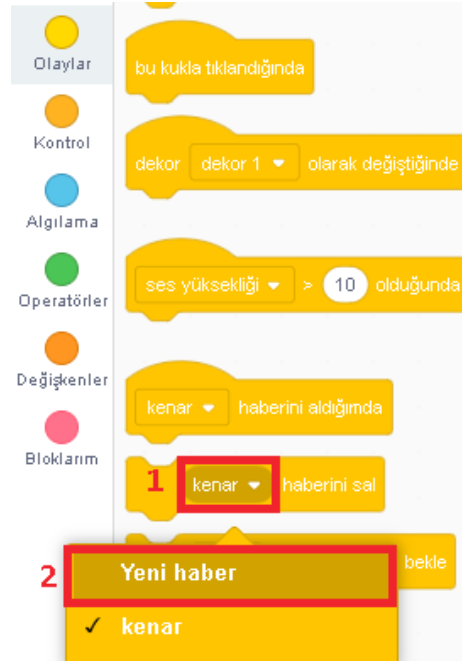 Olaylar
Kontrol
Algılama
Operatörler
Değişkenler
Bloklarım
bu kukla tıklandığında
dekor dekor 1 olarak değiştiğinde
ses yüksekliği > 10 olduğunda
kenar haberini aldığımda
1 kenar haberini sal
bekle
2 Yeni haber
✓ kenar